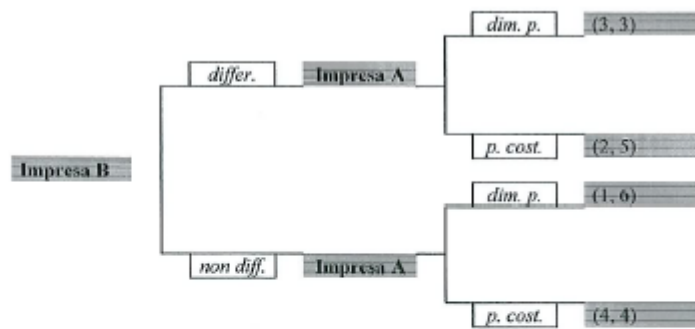 dim. p. (3, 3)
differ. Impresa A
p. cost. (2, 5)
Impresa B
dim. p. (1, 6)
non diff. Impresa A
p. cost. (4, 4)